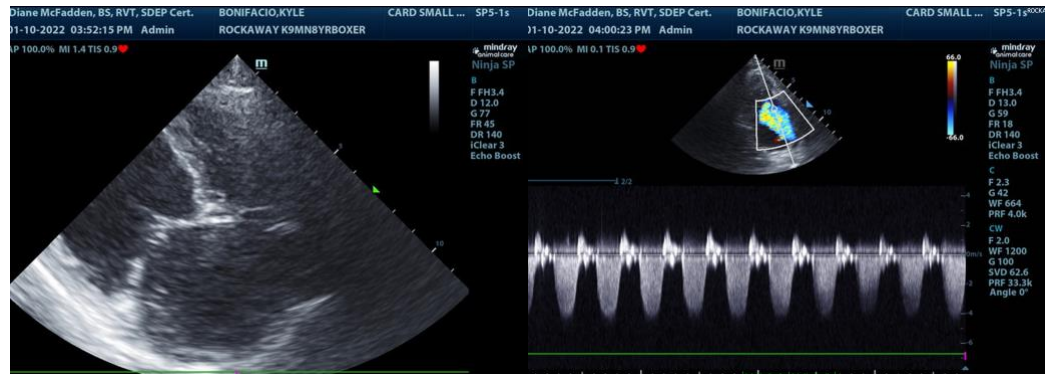 Diane McFadden, BS, RVT, SDEP Cert. BONIFACIO,KYLE CARD SMALL ... SP5-1s
01-10-2022 03:52:15 PM Admin ROCKAWAY K9MN8YRBOXER
AP 100.0% MI 1.4 TIS 0.9
m
mindray
animal care
Ninja SP
B
F FH3.4
D 12.0
G 77
FR 45
DR 140
iClear 3
Echo Boost
5
10
Diane McFadden, BS, RVT, SDEP Cert. BONIFACIO,KYLE CARD SMALL ... SP5-1s
ROCKA
01-10-2022 04:00:23 PM Admin ROCKAWAY K9MN8YRBOXER
AP 100.0% MI 0.1 TIS 0.9
m
5
10
66.0
-66.0
mindray
animal care
Ninja SP
B
F FH3.4
D 13.0
G 59
FR 18
DR 140
iClear 3
Echo Boost
C
F 2.3
G 42
WF 664
PRF 4.0k
CW
F 2.0
WF 1200
G 100
SVD 62.6
PRF 33.3k
Angle 0°
2/2
-4
-2
0m/s
-2
-4
-6